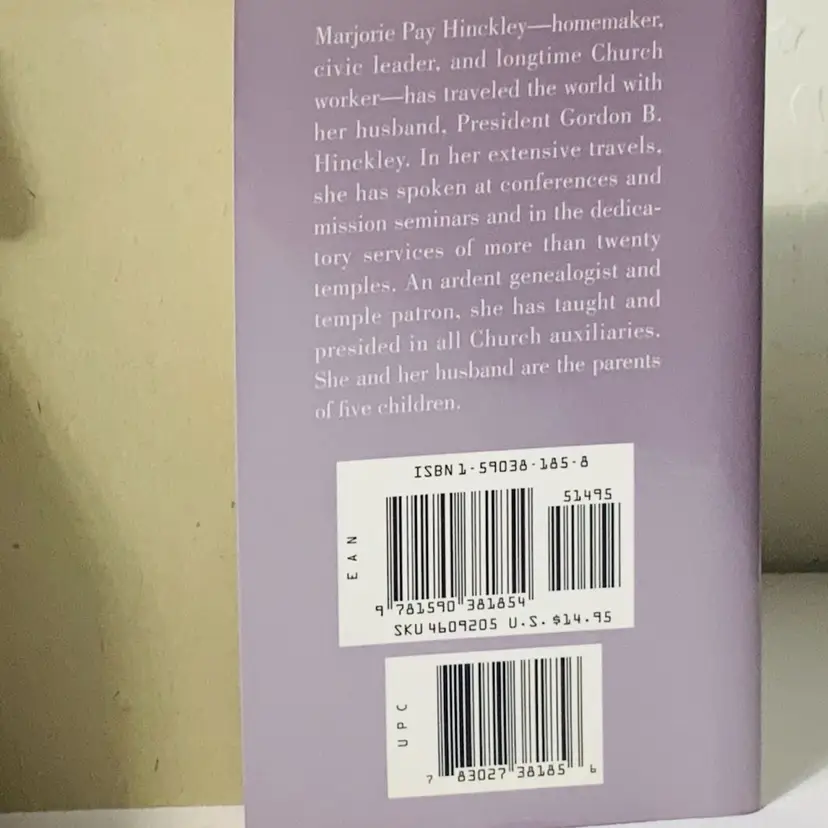 Marjorie Pay Hinckley—homemaker,
civic leader, and longtime Church
worker—has traveled the world with
her husband, President Gordon B.
Hinckley. In her extensive travels,
she has spoken at conferences and
mission seminars and in the dedica-
tory services of more than twenty
temples. An ardent genealogist and
temple patron, she has taught and
presided in all Church auxiliaries.
She and her husband are the parents
of five children.
ISBN 1-59038-185-8
51495
EAN
9 781590 381854
SKU 4609205 U.S. $14.95
UPC
7 83027 38185 6